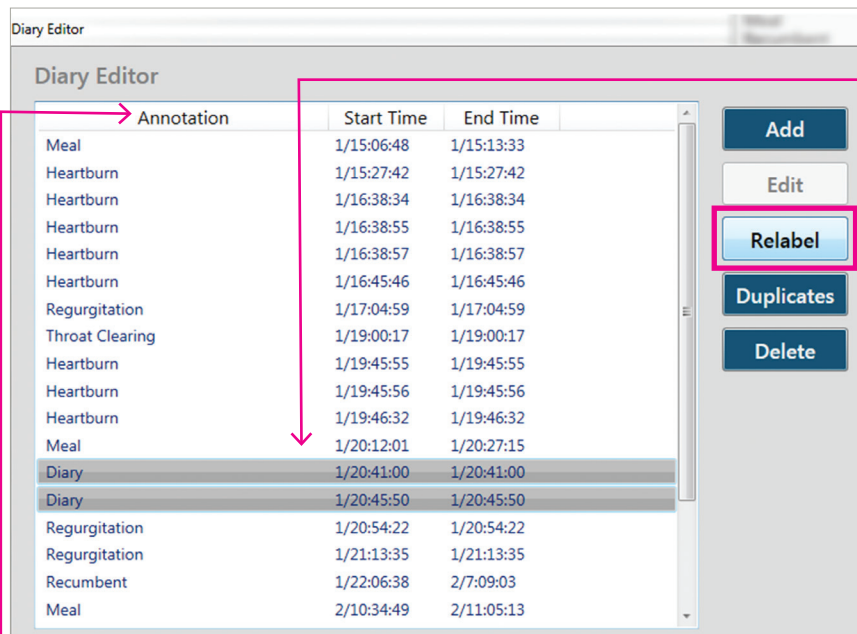 Diary Editor
Diary Editor
Annotation Start Time End Time
Meal 1/15:06:48 1/15:13:33
Heartburn 1/15:27:42 1/15:27:42
Heartburn 1/16:38:34 1/16:38:34
Heartburn 1/16:38:55 1/16:38:55
Heartburn 1/16:38:57 1/16:38:57
Heartburn 1/16:45:46 1/16:45:46
Regurgitation 1/17:04:59 1/17:04:59
Throat Clearing 1/19:00:17 1/19:00:17
Heartburn 1/19:45:55 1/19:45:55
Heartburn 1/19:45:56 1/19:45:56
Heartburn 1/19:46:32 1/19:46:32
Meal 1/20:12:01 1/20:27:15
Diary 1/20:41:00 1/20:41:00
Diary 1/20:45:50 1/20:45:50
Regurgitation 1/20:54:22 1/20:54:22
Regurgitation 1/21:13:35 1/21:13:35
Recumbent 1/22:06:38 2/7:09:03
Meal 2/10:34:49 2/11:05:13
Add
Edit
Relabel
Duplicates
Delete